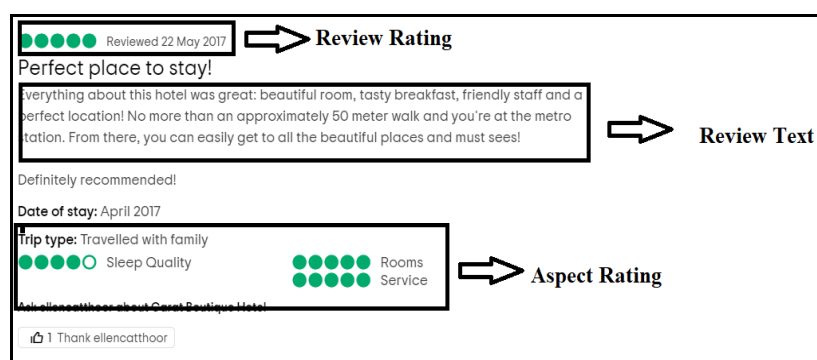 Reviewed 22 May 2017
Review Rating
Perfect place to stay!
Everything about this hotel was great: beautiful room, tasty breakfast, friendly staff and a
perfect location! No more than an approximately 50 meter walk and you're at the metro
station. From there, you can easily get to all the beautiful places and must sees!
Review Text
Definitely recommended!
Date of stay: April 2017
Trip type: Travelled with family
Sleep Quality
Rooms
Service
Aspect Rating
Ask ellencatthoor about Carat Boutique Hotel
1 Thank ellencatthoor